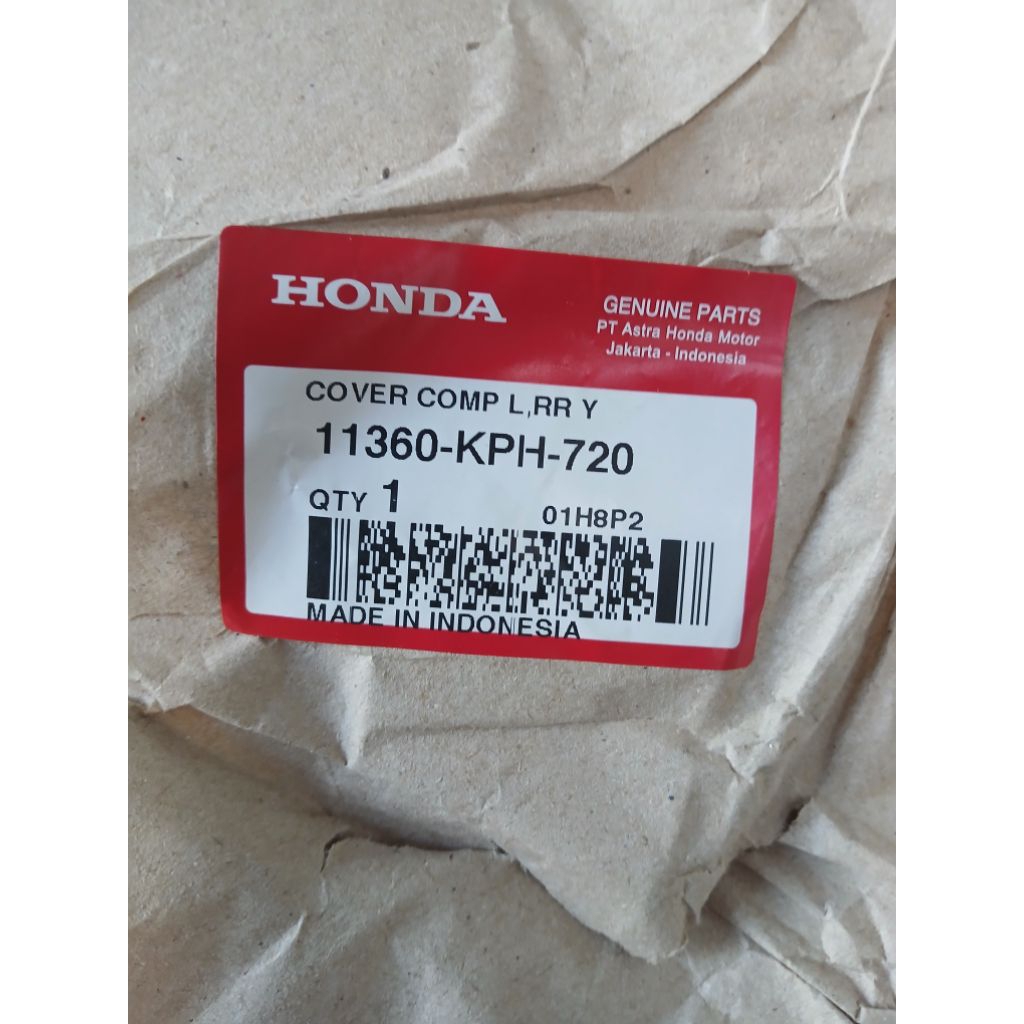 HONDA
GENUINE PARTS
PT Astra Honda Motor
Jakarta - Indonesia
COVER COMP L,RR Y
11360-KPH-720
QTY 1
01H8P2
MADE IN INDONESIA